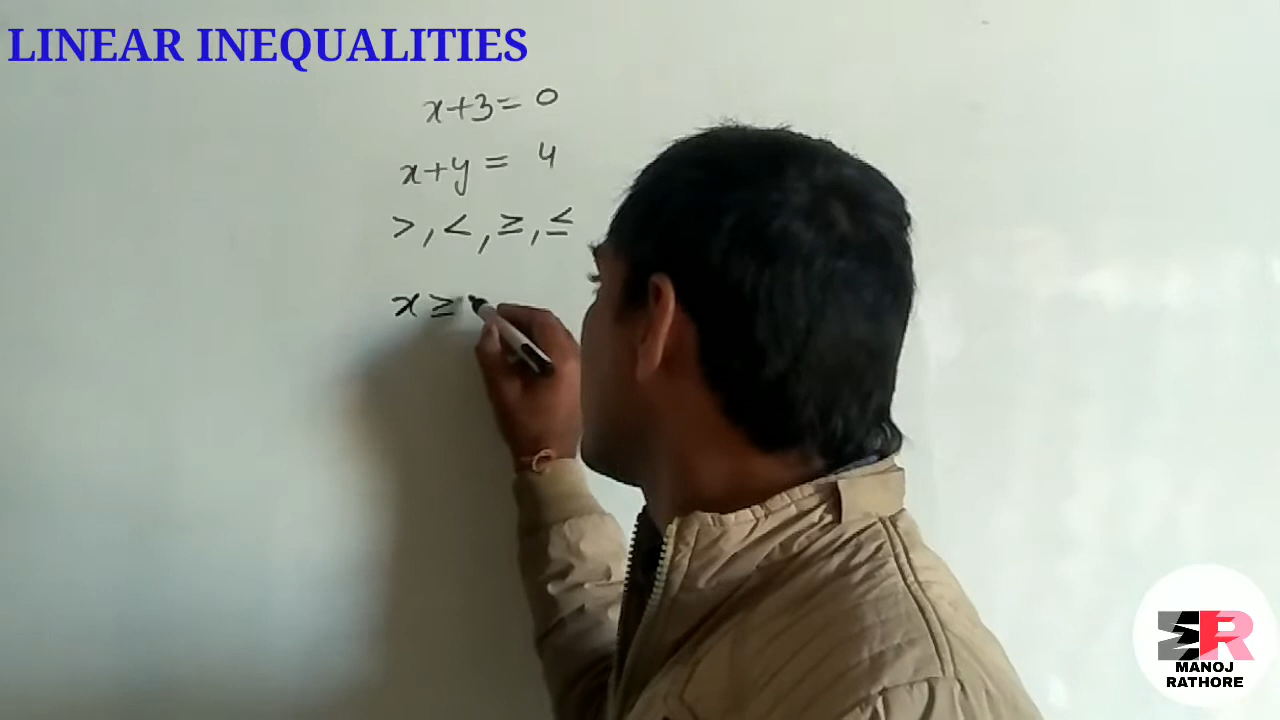 LINEAR INEQUALITIES
x+3= 0
x+y = 4
>, <, ≥, ≤
x ≥
MANOJ
RATHORE